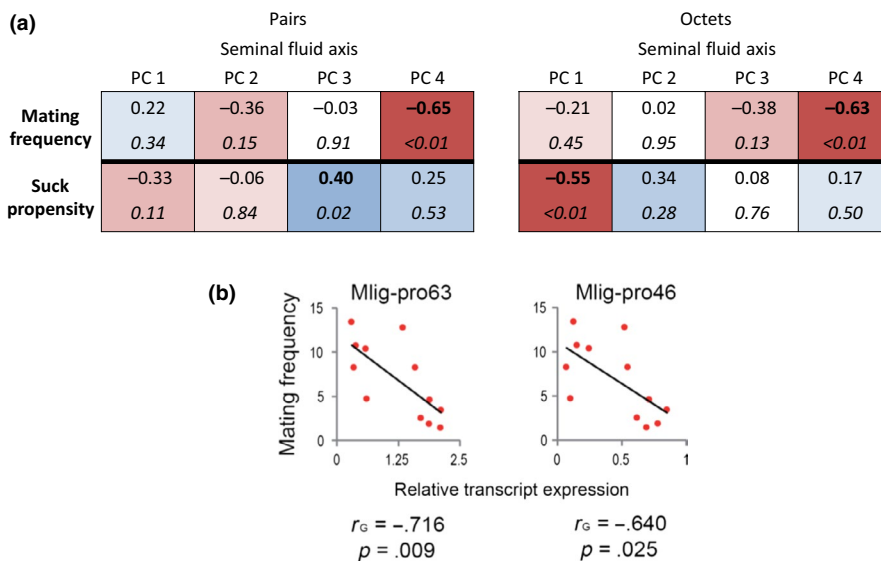 (a)
Pairs Octets
Seminal fluid axis Seminal fluid axis
PC 1 PC 2 PC 3 PC 4 PC 1 PC 2 PC 3 PC 4
Mating frequency
0.22 −0.36 −0.03 −0.65 −0.21 0.02 −0.38 −0.63
0.34 0.15 0.91 <0.01 0.45 0.95 0.13 <0.01
Suck propensity
−0.33 −0.06 0.40 0.25 −0.55 0.34 0.08 0.17
0.11 0.84 0.02 0.53 <0.01 0.28 0.76 0.50
(b)
Mlig-pro63 Mlig-pro46
Mating frequency
15 15
10 10
5 5
0 0
0 1.25 2.5 0 0.5 1
Relative transcript expression
rG = –.716 rG = –.640
p = .009 p = .025